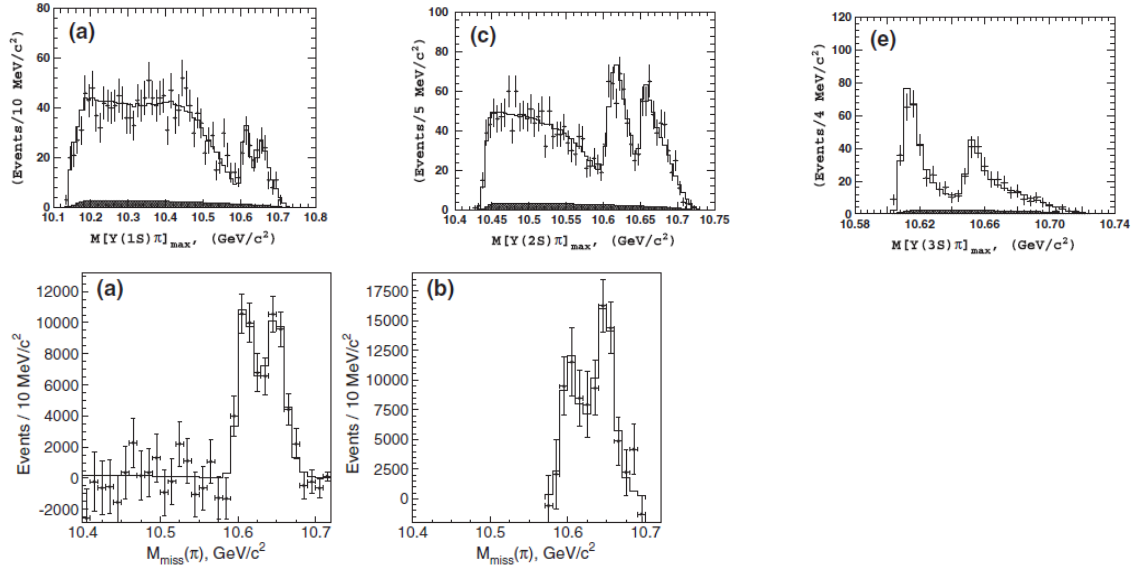 (a)
(Events/10 MeV/c²)
80
60
40
20
0
10.1 10.2 10.3 10.4 10.5 10.6 10.7 10.8
M[Y(1S)π]max, (GeV/c²)
(c)
(Events/5 MeV/c²)
100
80
60
40
20
0
10.4 10.45 10.50 10.55 10.60 10.65 10.70 10.75
M[Y(2S)π]max, (GeV/c²)
(e)
(Events/4 MeV/c²)
120
100
80
60
40
20
0
10.58 10.62 10.66 10.70 10.74
M[Y(3S)π]max, (GeV/c²)
(a)
Events / 10 MeV/c²
12000
10000
8000
6000
4000
2000
0
-2000
10.4 10.5 10.6 10.7
Mmiss(π), GeV/c²
(b)
Events / 10 MeV/c²
17500
15000
12500
10000
7500
5000
2500
0
10.4 10.5 10.6 10.7
Mmiss(π), GeV/c²